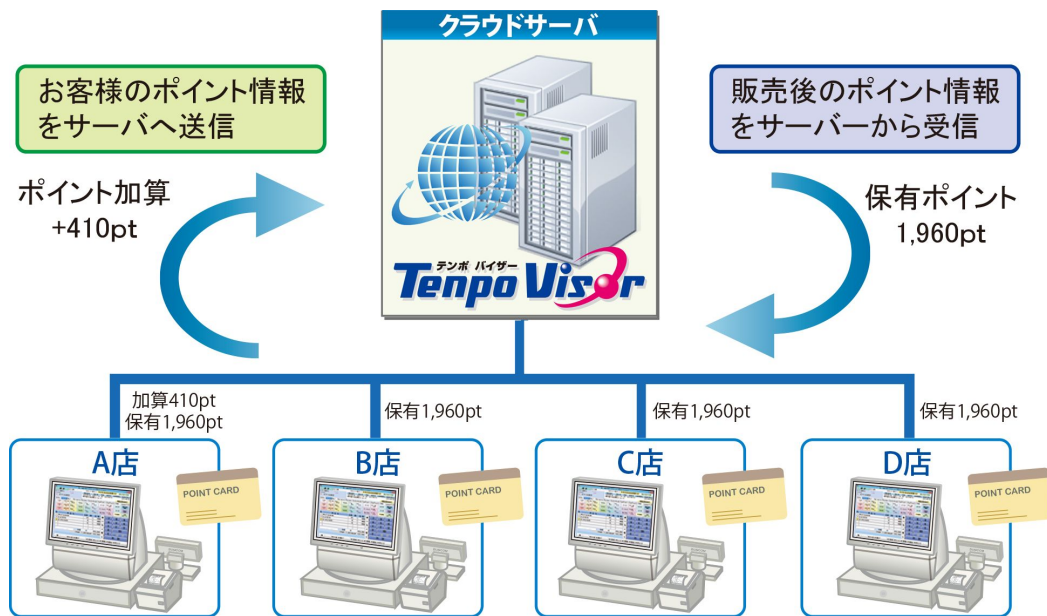 クラウドサーバ
お客様のポイント情報
をサーバへ送信
販売後のポイント情報
をサーバーから受信
ポイント加算
+410pt
保有ポイント
1,960pt
テンポ バイザー
Tenpo Visor
加算410pt
保有1,960pt
保有1,960pt
保有1,960pt
保有1,960pt
A店
B店
C店
D店
POINT CARD
POINT CARD
POINT CARD
POINT CARD